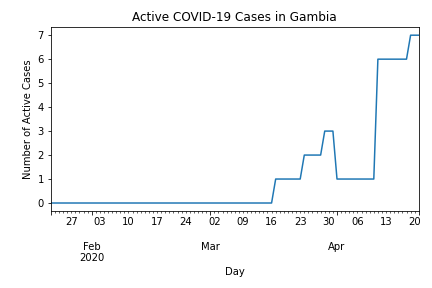 Active COVID-19 Cases in Gambia
7
6
5
4
3
2
1
0
Number of Active Cases
27 03 10 17 24 02 09 16 23 30 06 13 20
Feb Mar Apr
2020
Day